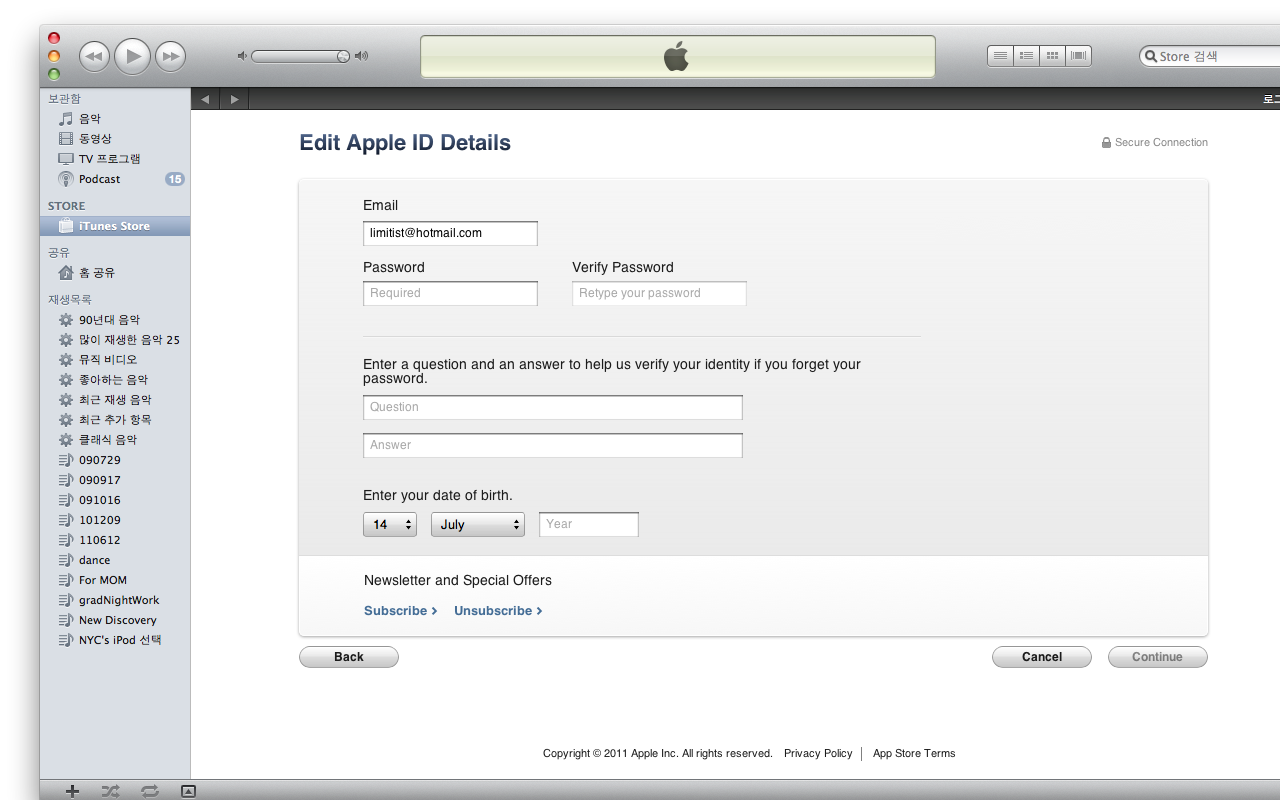 Store 검색
보관함
음악
동영상
TV 프로그램
Podcast 15
STORE
iTunes Store
공유
홈 공유
재생목록
90년대 음악
많이 재생한 음악 25
뮤직 비디오
좋아하는 음악
최근 재생 음악
최근 추가 항목
클래식 음악
090729
090917
091016
101209
110612
dance
For MOM
gradNightWork
New Discovery
NYC's iPod 선택
로그
Edit Apple ID Details
Secure Connection
Email
limitist@hotmail.com
Password Verify Password
Required Retype your password
Enter a question and an answer to help us verify your identity if you forget your
password.
Question
Answer
Enter your date of birth.
14 July Year
Newsletter and Special Offers
Subscribe > Unsubscribe >
Back Cancel Continue
Copyright © 2011 Apple Inc. All rights reserved. Privacy Policy | App Store Terms